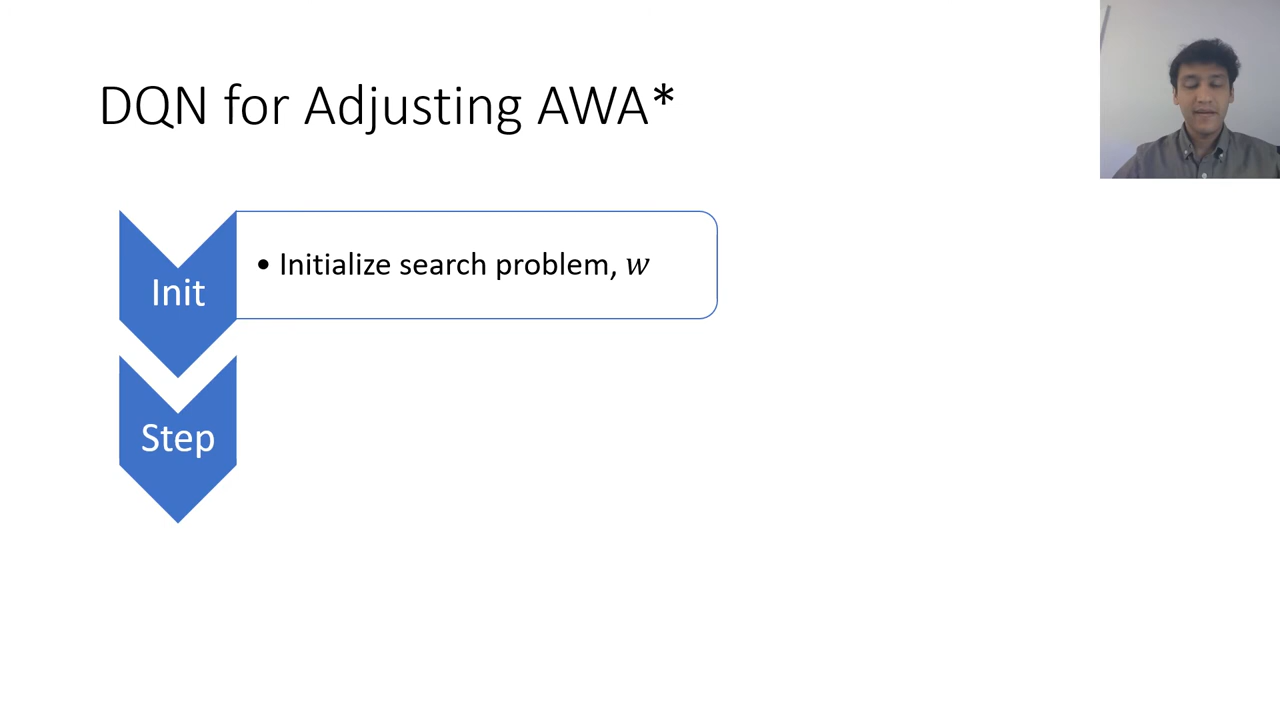 DQN for Adjusting AWA*
Init
• Initialize search problem, w
Step